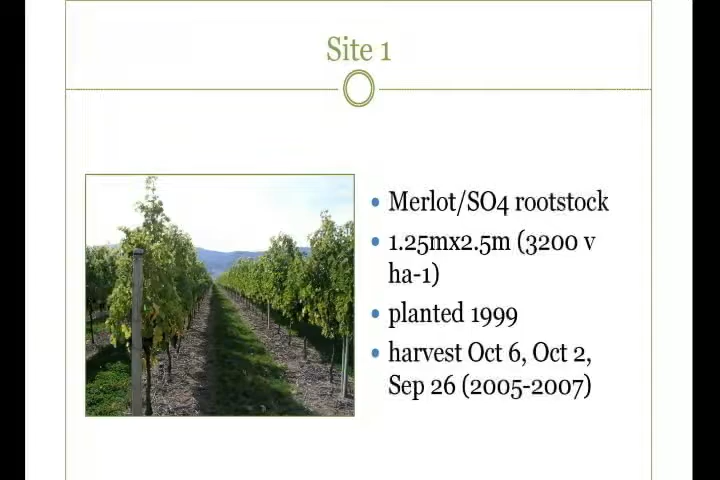 Site 1
• Merlot/SO4 rootstock
• 1.25mx2.5m (3200 v
ha-1)
• planted 1999
• harvest Oct 6, Oct 2,
Sep 26 (2005-2007)